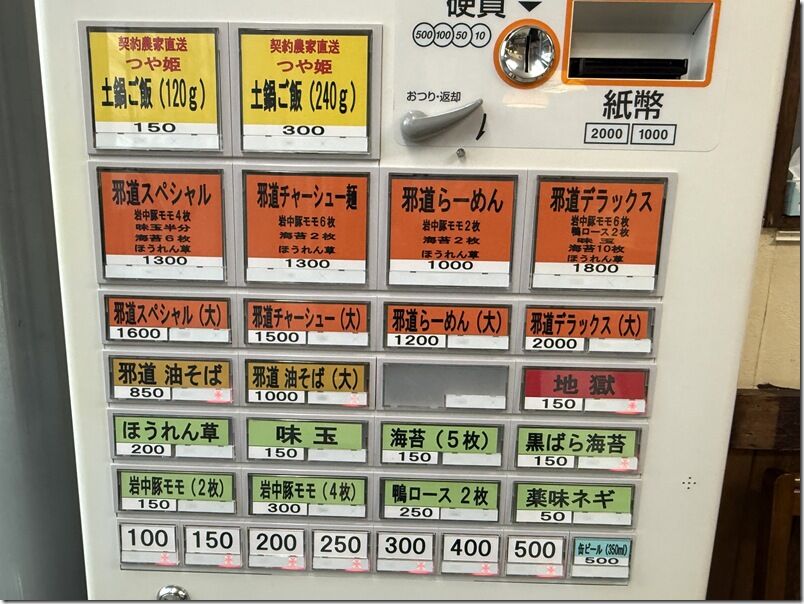 硬貨
500 100 50 10
おつり・返却
紙幣
2000 1000
契約農家直送
つや姫
土鍋ご飯(120g)
150
契約農家直送
つや姫
土鍋ご飯(240g)
300
邪道スペシャル
岩中豚モモ4枚
味玉半分
海苔6枚
ほうれん草
1300
邪道チャーシュー麺
岩中豚モモ6枚
海苔2枚
ほうれん草
1300
邪道らーめん
岩中豚モモ2枚
海苔2枚
ほうれん草
1000
邪道デラックス
岩中豚モモ6枚
鴨ロース2枚
味玉
海苔10枚
ほうれん草
1800
邪道スペシャル(大)
1600
邪道チャーシュー(大)
1500
邪道らーめん(大)
1200
邪道デラックス(大)
2000
邪道 油そば
850
邪道 油そば(大)
1000
地獄
150
ほうれん草
200
味玉
150
海苔(5枚)
150
黒ばら海苔
150
岩中豚モモ(2枚)
150
岩中豚モモ(4枚)
300
鴨ロース 2枚
250
薬味ネギ
50
100
150
200
250
300
400
500
缶ビール(350ml)
500